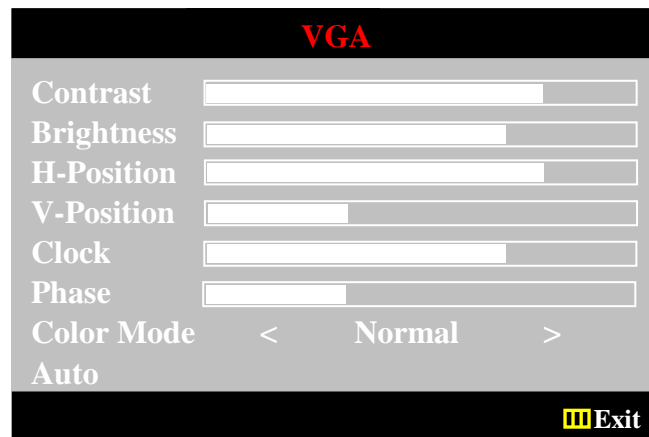 VGA
Contrast
Brightness
H-Position
V-Position
Clock
Phase
Color Mode < Normal >
Auto
Exit